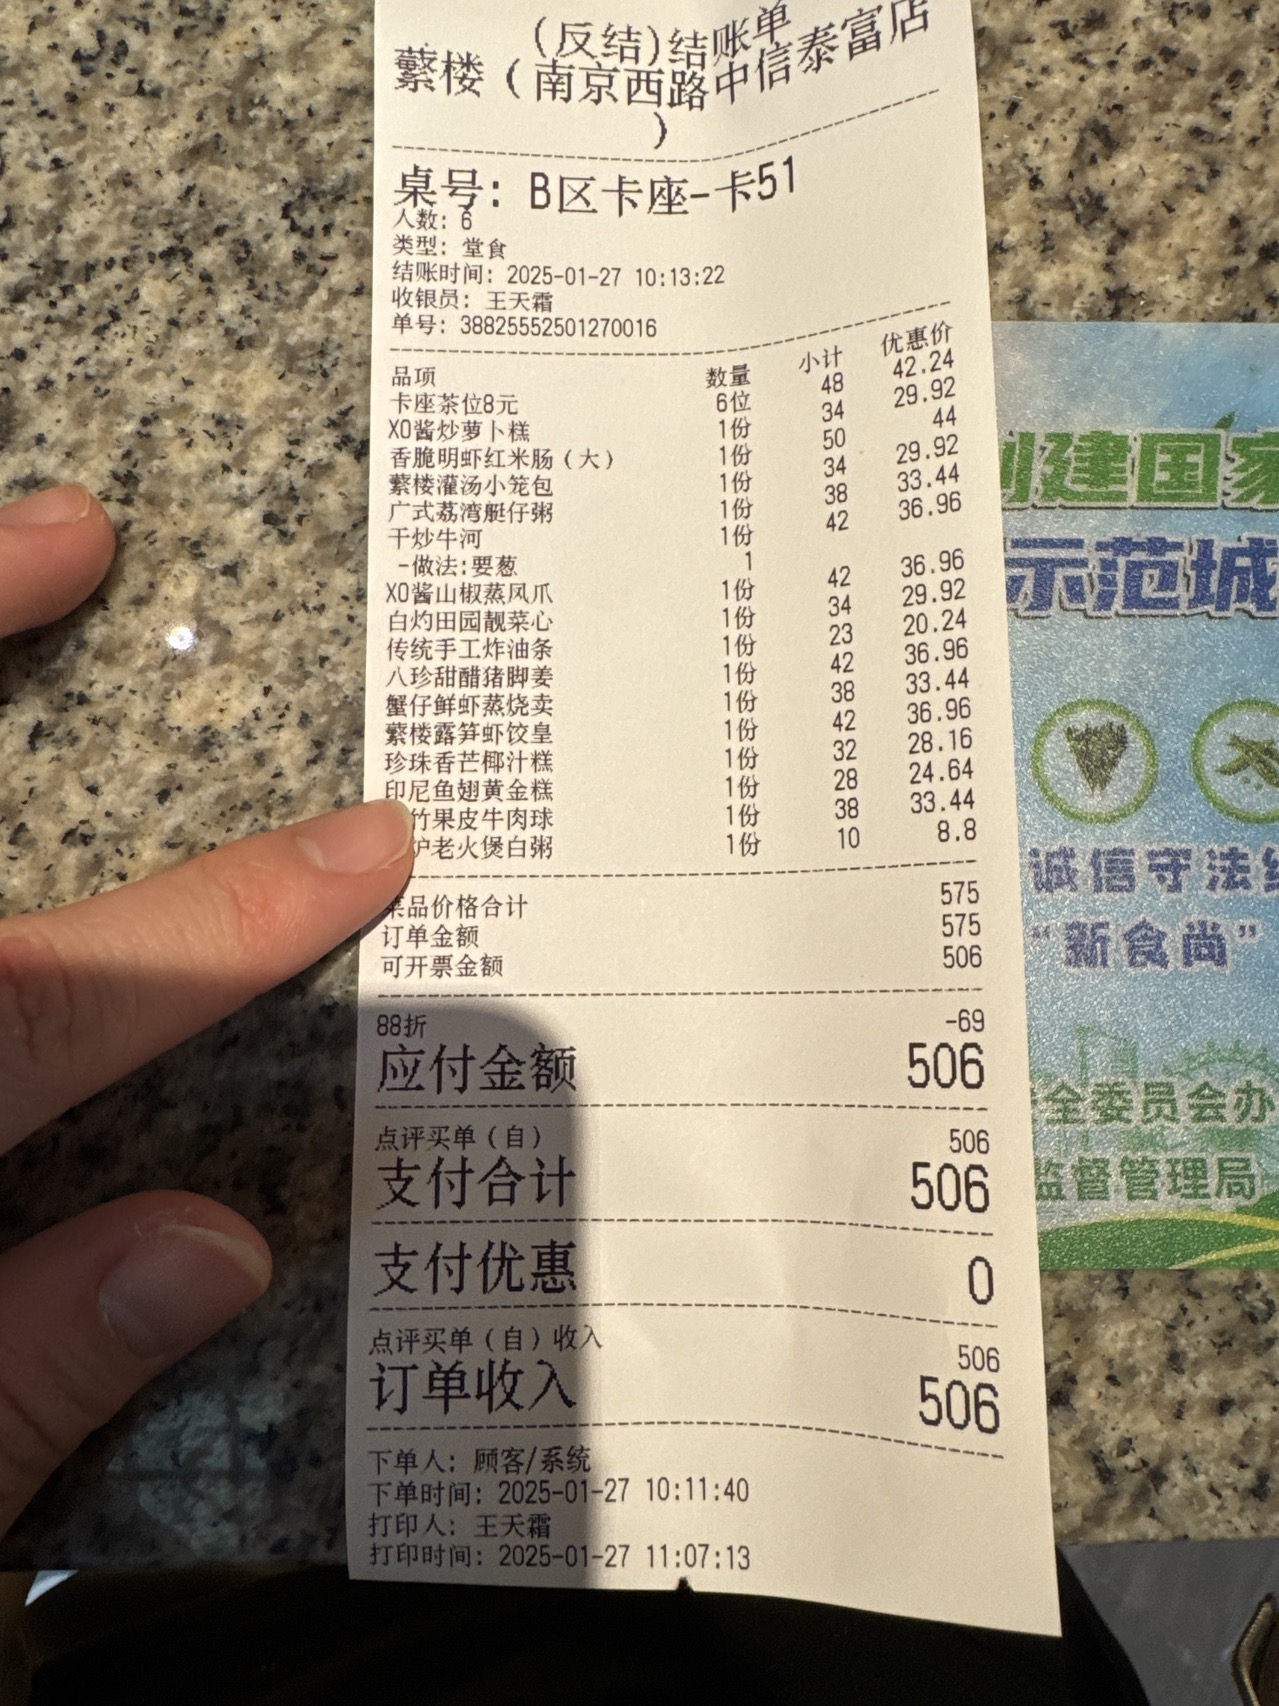 (反结)结账单
蘩楼（南京西路中信泰富店
）
桌号: B区卡座-卡51
人数: 6
类型: 堂食
结账时间: 2025-01-27 10:13:22
收银员: 王天霜
单号: 38825552501270016
品项 数量 小计 优惠价
卡座茶位8元 6位 48 42.24
XO酱炒萝卜糕 1份 34 29.92
香脆明虾红米肠（大） 1份 50 44
蘩楼灌汤小笼包 1份 34 29.92
广式荔湾艇仔粥 1份 38 33.44
干炒牛河 1份 42 36.96
-做法:要葱 1
XO酱山椒蒸凤爪 1份 42 36.96
白灼田园靓菜心 1份 34 29.92
传统手工炸油条 1份 23 20.24
八珍甜醋猪脚姜 1份 42 36.96
蟹仔鲜虾蒸烧卖 1份 38 33.44
蘩楼露笋虾饺皇 1份 42 36.96
珍珠香芒椰汁糕 1份 32 28.16
印尼鱼翅黄金糕 1份 28 24.64
竹果皮牛肉球 1份 38 33.44
老火煲白粥 1份 10 8.8
菜品价格合计 575
订单金额 575
可开票金额 506
88折 -69
应付金额 506
点评买单（自） 506
支付合计 506
支付优惠 0
点评买单（自）收入 506
订单收入 506
下单人: 顾客/系统
下单时间: 2025-01-27 10:11:40
打印人: 王天霜
打印时间: 2025-01-27 11:07:13
创建国家
示范城
诚信守法
“新食尚”
全委员会办
监督管理局